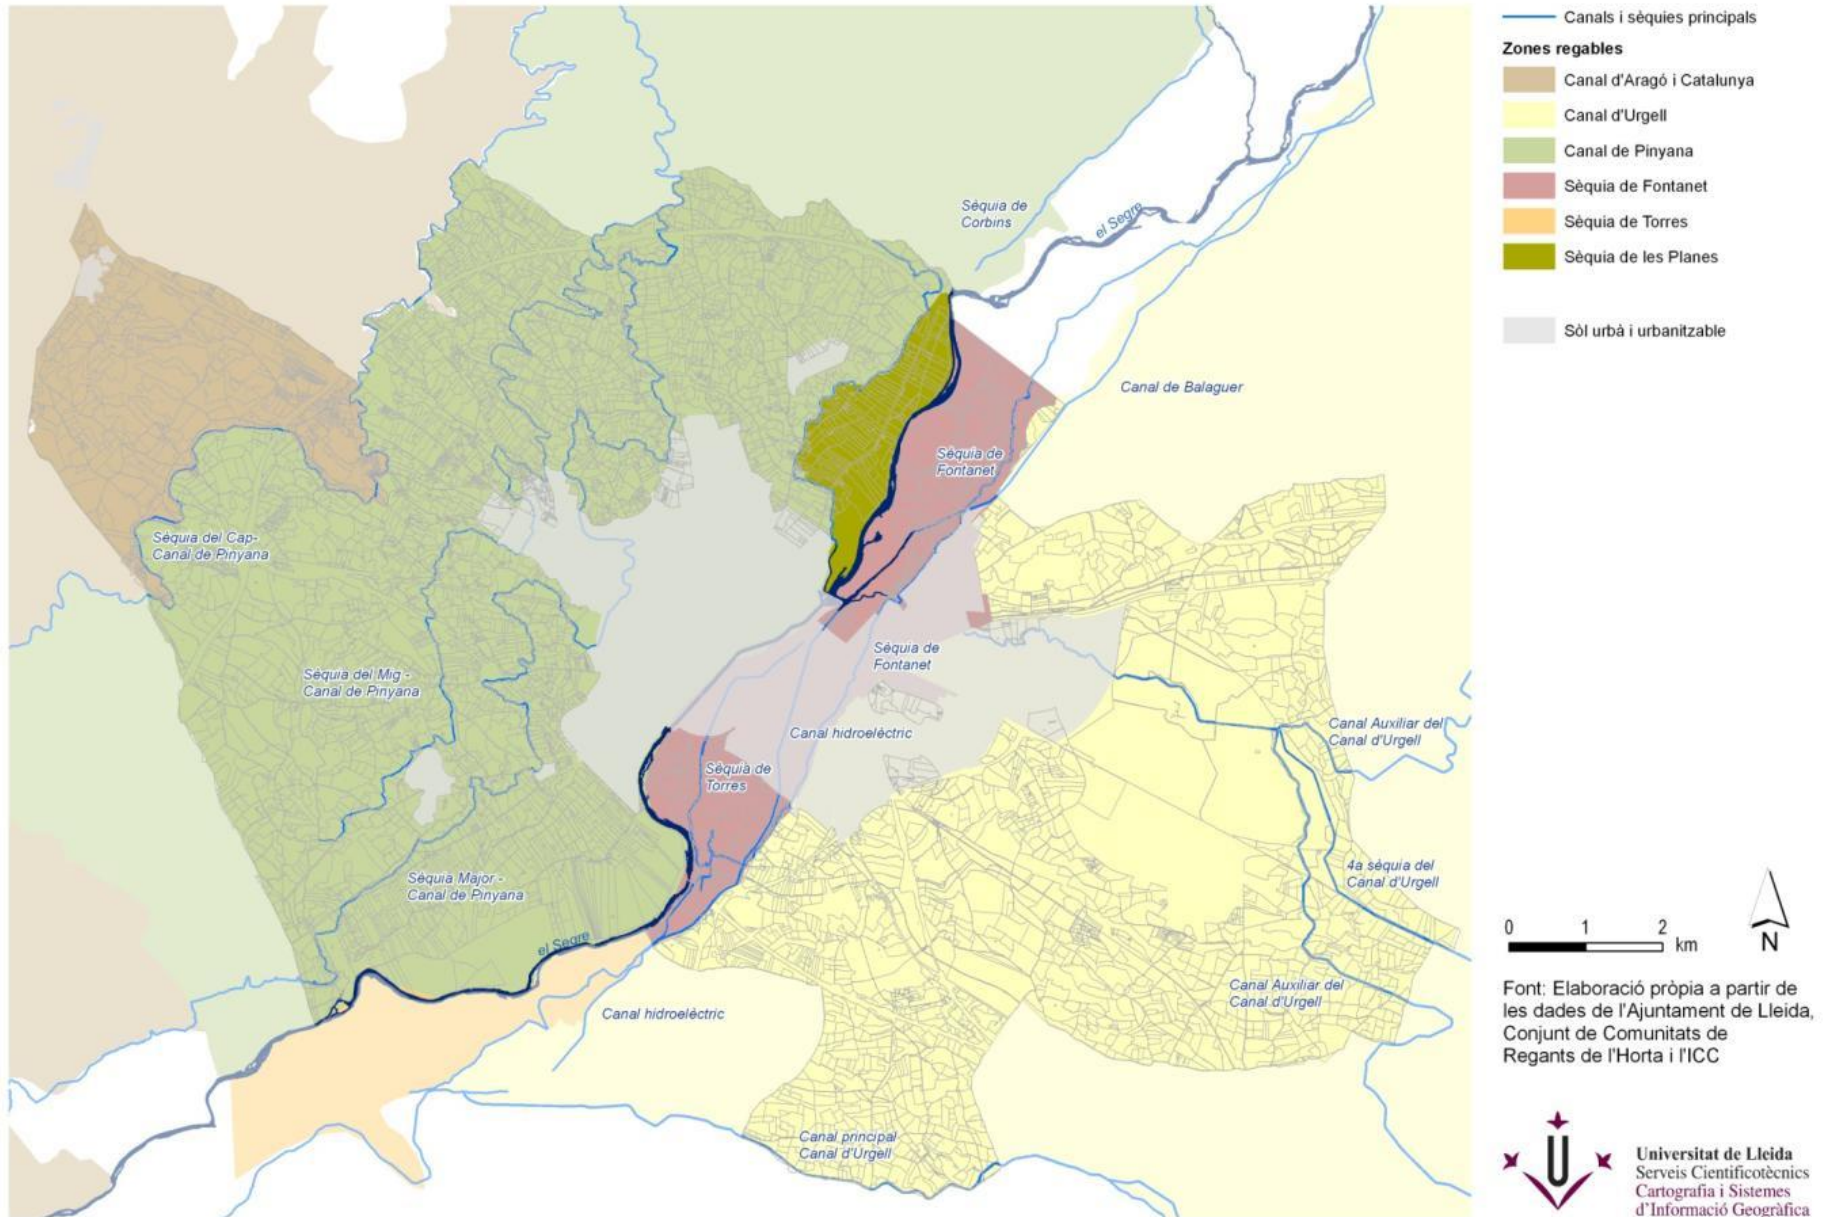 Canals i sèquies principals
Zones regables
Canal d'Aragó i Catalunya
Canal d'Urgell
Canal de Pinyana
Sèquia de Fontanet
Sèquia de Torres
Sèquia de les Planes
Sòl urbà i urbanitzable
Sèquia de
Corbins
el Segre
Canal de Balaguer
Sèquia de
Fontanet
Sèquia del Cap-
Canal de Pinyana
Sèquia de
Fontanet
Sèquia del Mig -
Canal de Pinyana
Canal hidroelèctric
Canal Auxiliar del
Canal d'Urgell
Sèquia de
Torres
Sèquia Major -
Canal de Pinyana
4a sèquia del
Canal d'Urgell
el Segre
Canal Auxiliar del
Canal d'Urgell
Canal hidroelèctric
Canal principal
Canal d'Urgell
0 1 2
km
N
Font: Elaboració pròpia a partir de
les dades de l'Ajuntament de Lleida,
Conjunt de Comunitats de
Regants de l'Horta i l'ICC
Universitat de Lleida
Serveis Cientificotècnics
Cartografia i Sistemes
d'Informació Geogràfica